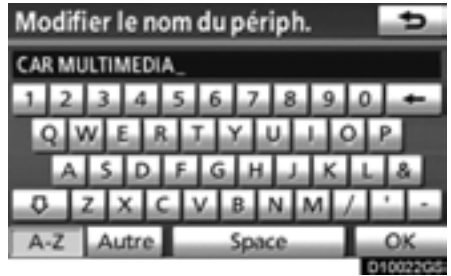 Modifier le nom du périph.
CAR MULTIMEDIA_
1 2 3 4 5 6 7 8 9 0 ←
Q W E R T Y U I O P
A S D F G H J K L &
⇩ Z X C V B N M / ' -
A-Z Autre Space OK
D10022GS